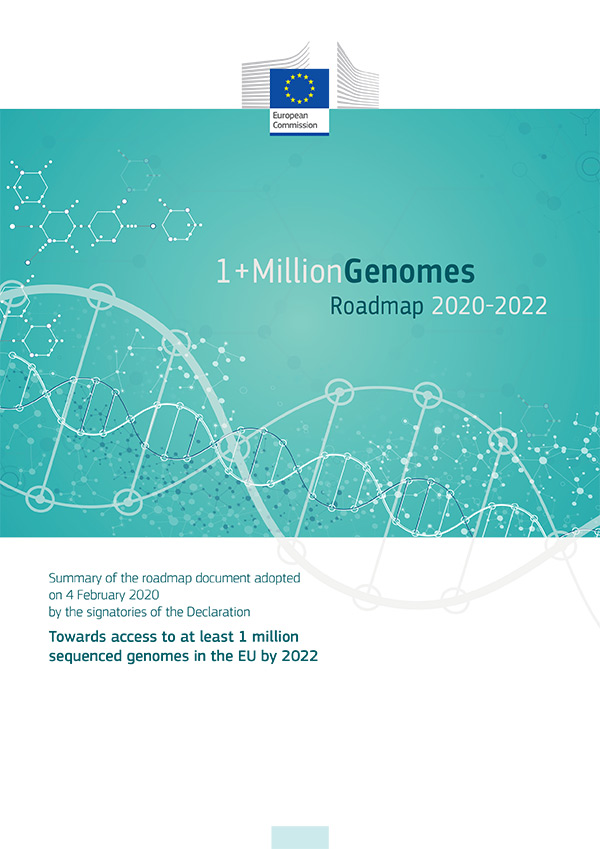 European
Commission
1+MillionGenomes
Roadmap 2020-2022
Summary of the roadmap document adopted
on 4 February 2020
by the signatories of the Declaration
Towards access to at least 1 million
sequenced genomes in the EU by 2022